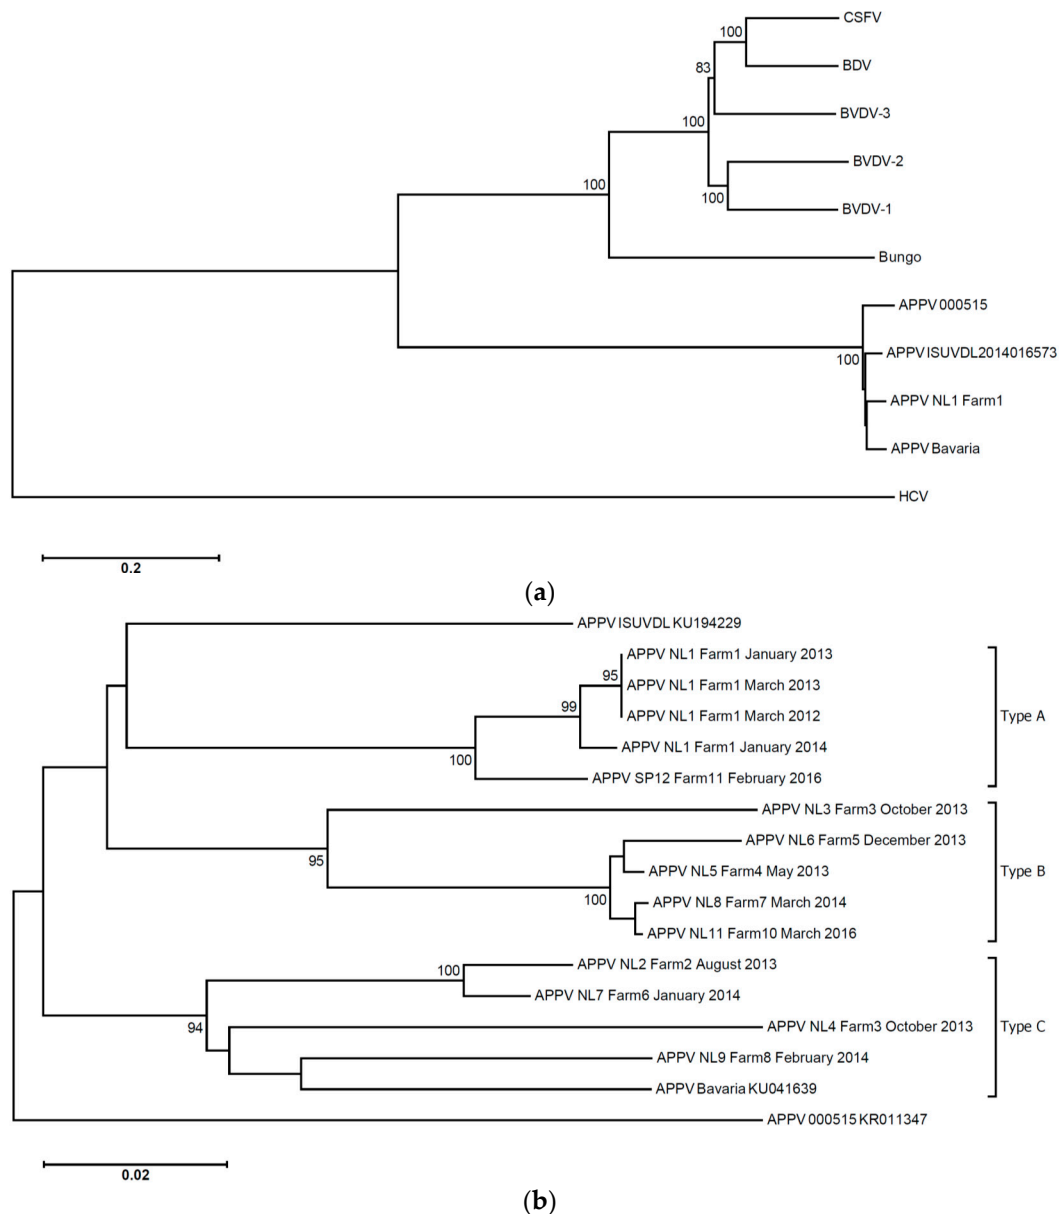 CSFV
100
BDV
83
BVDV-3
100
BVDV-2
100
100
BVDV-1
Bungo
APPV 000515
APPV ISUVDL2014016573
100
APPV NL1 Farm1
APPV Bavaria
HCV
0.2
(a)
APPV ISUVDL KU194229
APPV NL1 Farm1 January 2013
95
APPV NL1 Farm1 March 2013
99
APPV NL1 Farm1 March 2012
Type A
APPV NL1 Farm1 January 2014
100
APPV SP12 Farm11 February 2016
APPV NL3 Farm3 October 2013
APPV NL6 Farm5 December 2013
95
APPV NL5 Farm4 May 2013
Type B
100
APPV NL8 Farm7 March 2014
APPV NL11 Farm10 March 2016
APPV NL2 Farm2 August 2013
100
APPV NL7 Farm6 January 2014
94
APPV NL4 Farm3 October 2013
Type C
APPV NL9 Farm8 February 2014
APPV Bavaria KU041639
APPV 000515 KR011347
0.02
(b)